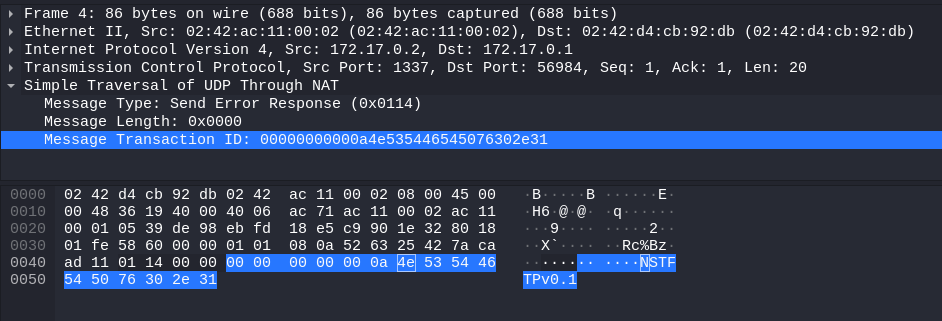 Frame 4: 86 bytes on wire (688 bits), 86 bytes captured (688 bits)
Ethernet II, Src: 02:42:ac:11:00:02 (02:42:ac:11:00:02), Dst: 02:42:d4:cb:92:db (02:42:d4:cb:92:db)
Internet Protocol Version 4, Src: 172.17.0.2, Dst: 172.17.0.1
Transmission Control Protocol, Src Port: 1337, Dst Port: 56984, Seq: 1, Ack: 1, Len: 20
Simple Traversal of UDP Through NAT
Message Type: Send Error Response (0x0114)
Message Length: 0x0000
Message Transaction ID: 00000000000a4e535446545076302e31
0000 02 42 d4 cb 92 db 02 42 ac 11 00 02 08 00 45 00 ·B·····B ······E·
0010 00 48 36 19 40 00 40 06 ac 71 ac 11 00 02 ac 11 ·H6·@·@· ·q······
0020 00 01 05 39 de 98 eb fd 18 e5 c9 90 1e 32 80 18 ···9···· ·····2··
0030 01 fe 58 60 00 00 01 01 08 0a 52 63 25 42 7a ca ··X`···· ··Rc%Bz·
0040 ad 11 01 14 00 00 00 00 00 00 00 0a 4e 53 54 46 ········ ····NSTF
0050 54 50 76 30 2e 31 TPv0.1